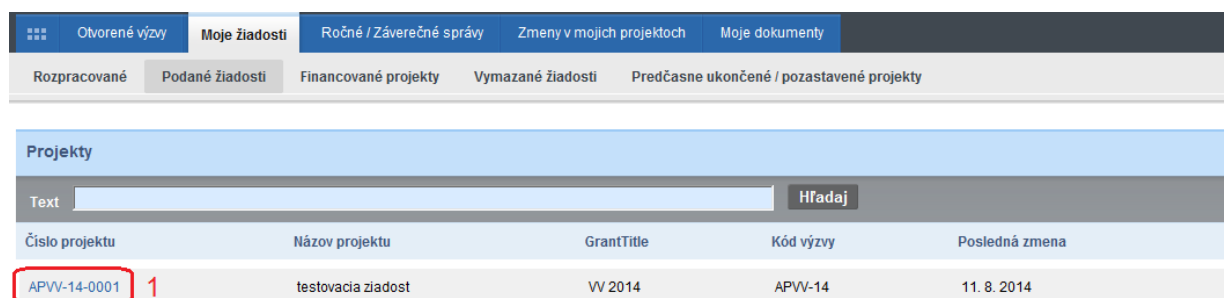 Otvorené výzvy Moje žiadosti Ročné / Záverečné správy Zmeny v mojich projektoch Moje dokumenty
Rozpracované Podané žiadosti Financované projekty Vymazané žiadosti Predčasne ukončené / pozastavené projekty
Projekty
Text Hľadaj
Číslo projektu Názov projektu GrantTitle Kód výzvy Posledná zmena
APVV-14-0001 1 testovacia ziadost VV 2014 APVV-14 11. 8. 2014